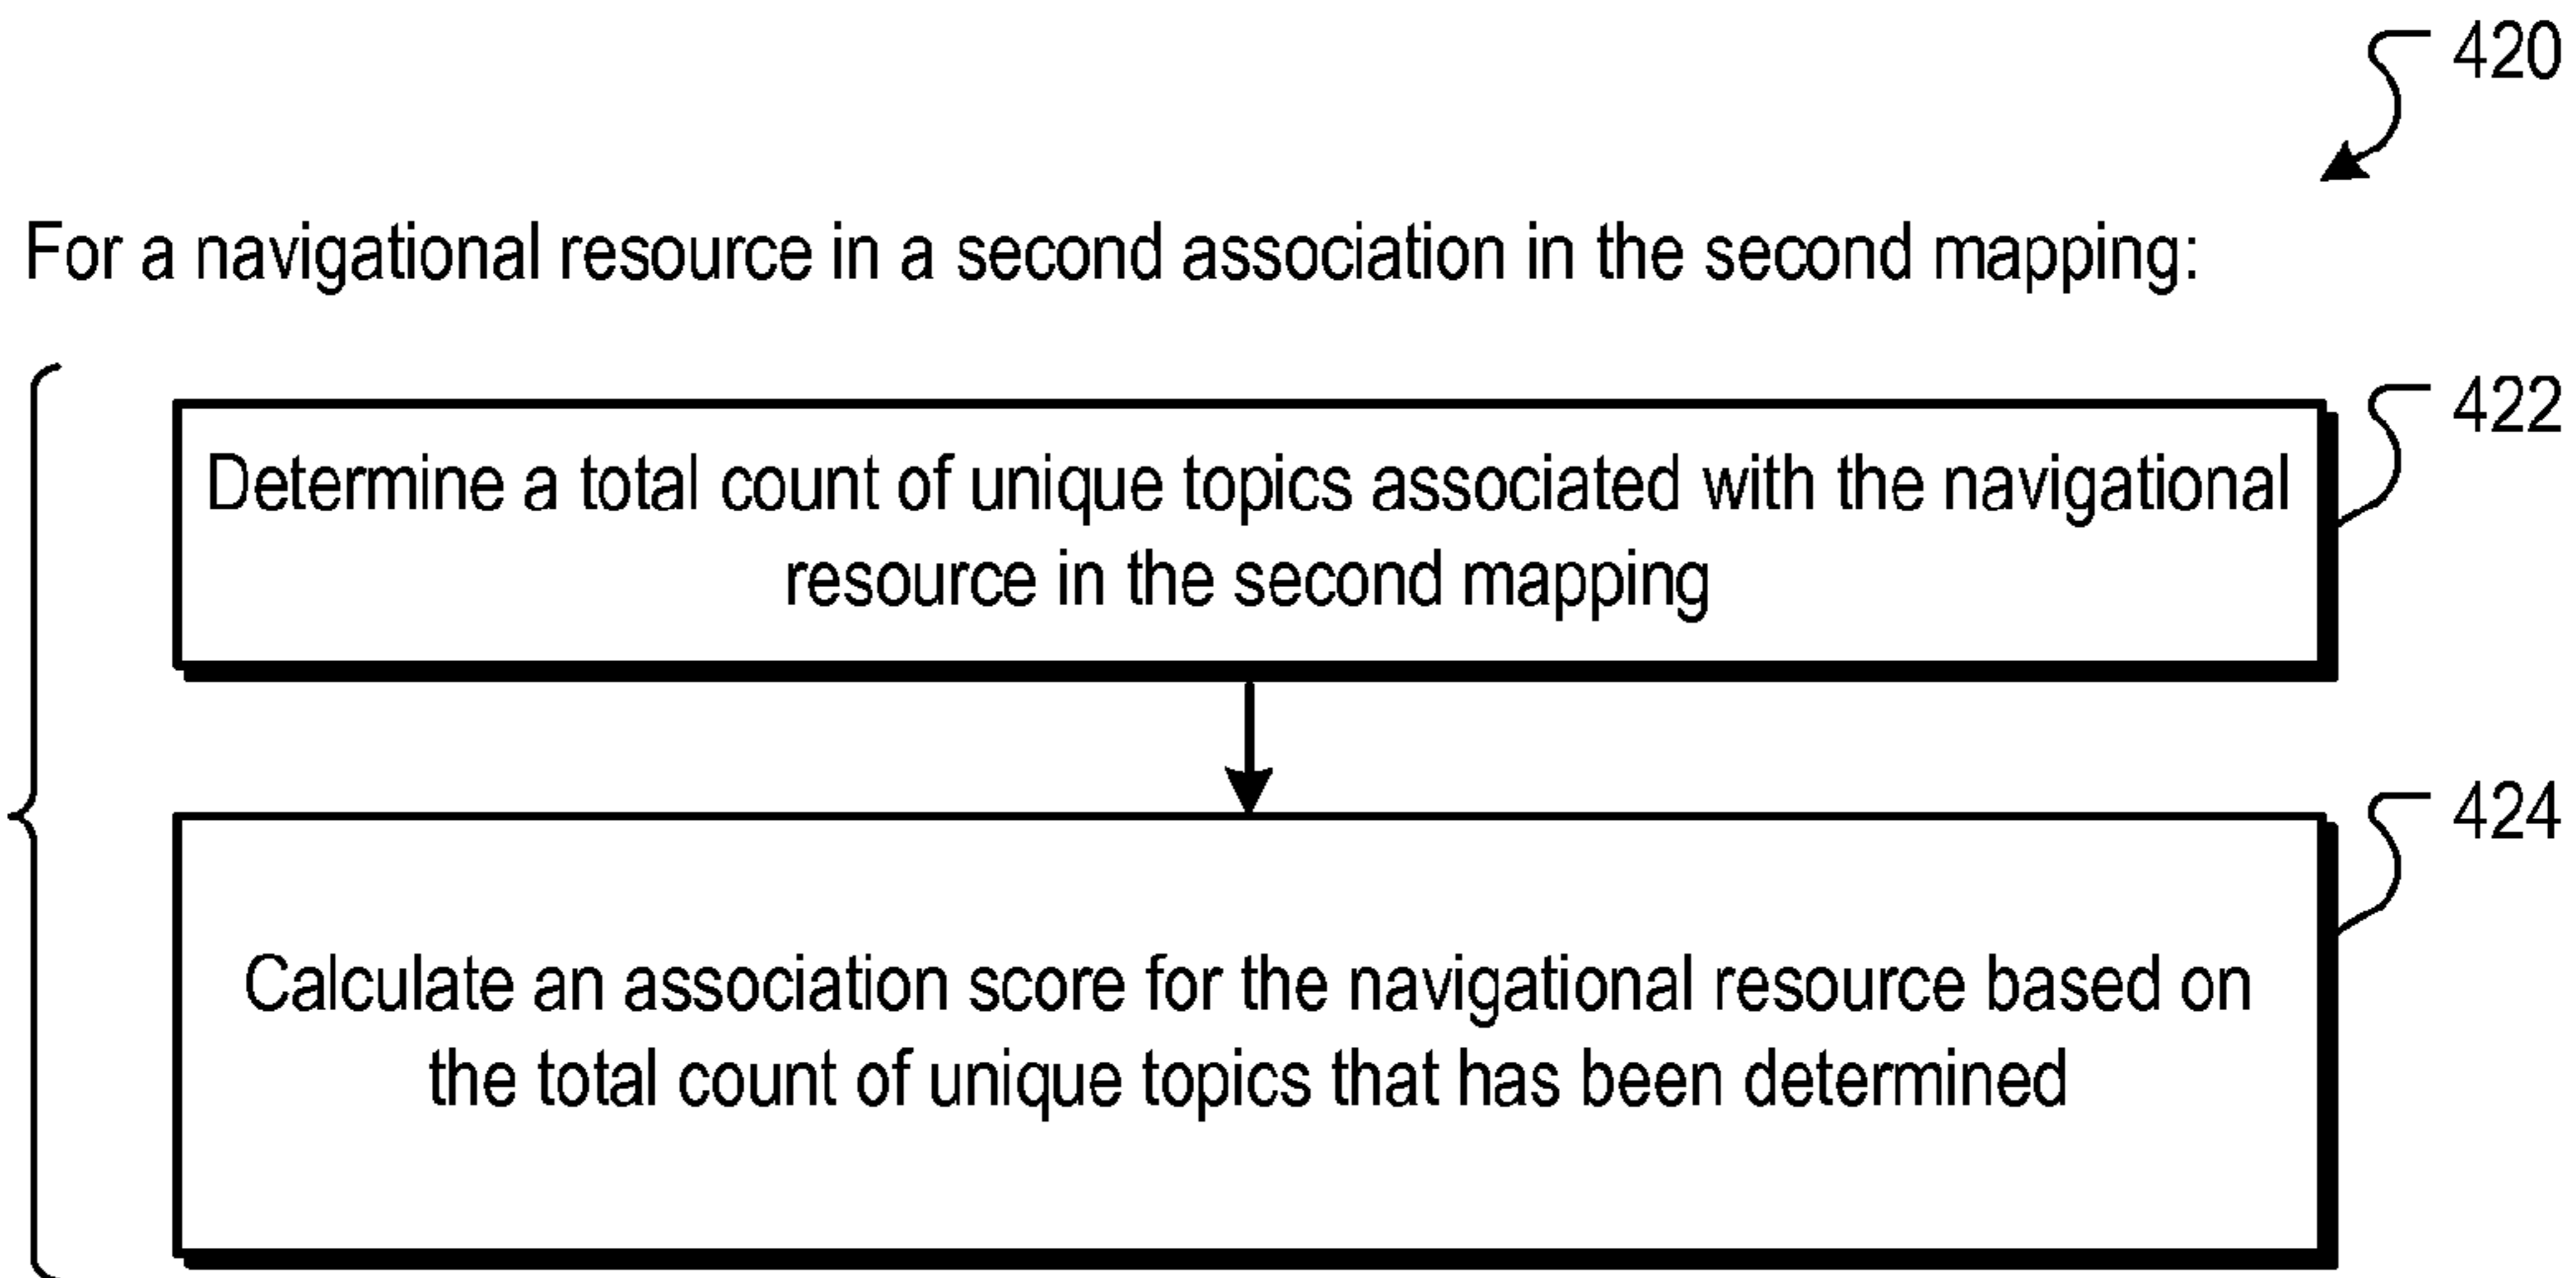 420
For a navigational resource in a second association in the second mapping:
422
Determine a total count of unique topics associated with the navigational
resource in the second mapping
424
Calculate an association score for the navigational resource based on
the total count of unique topics that has been determined